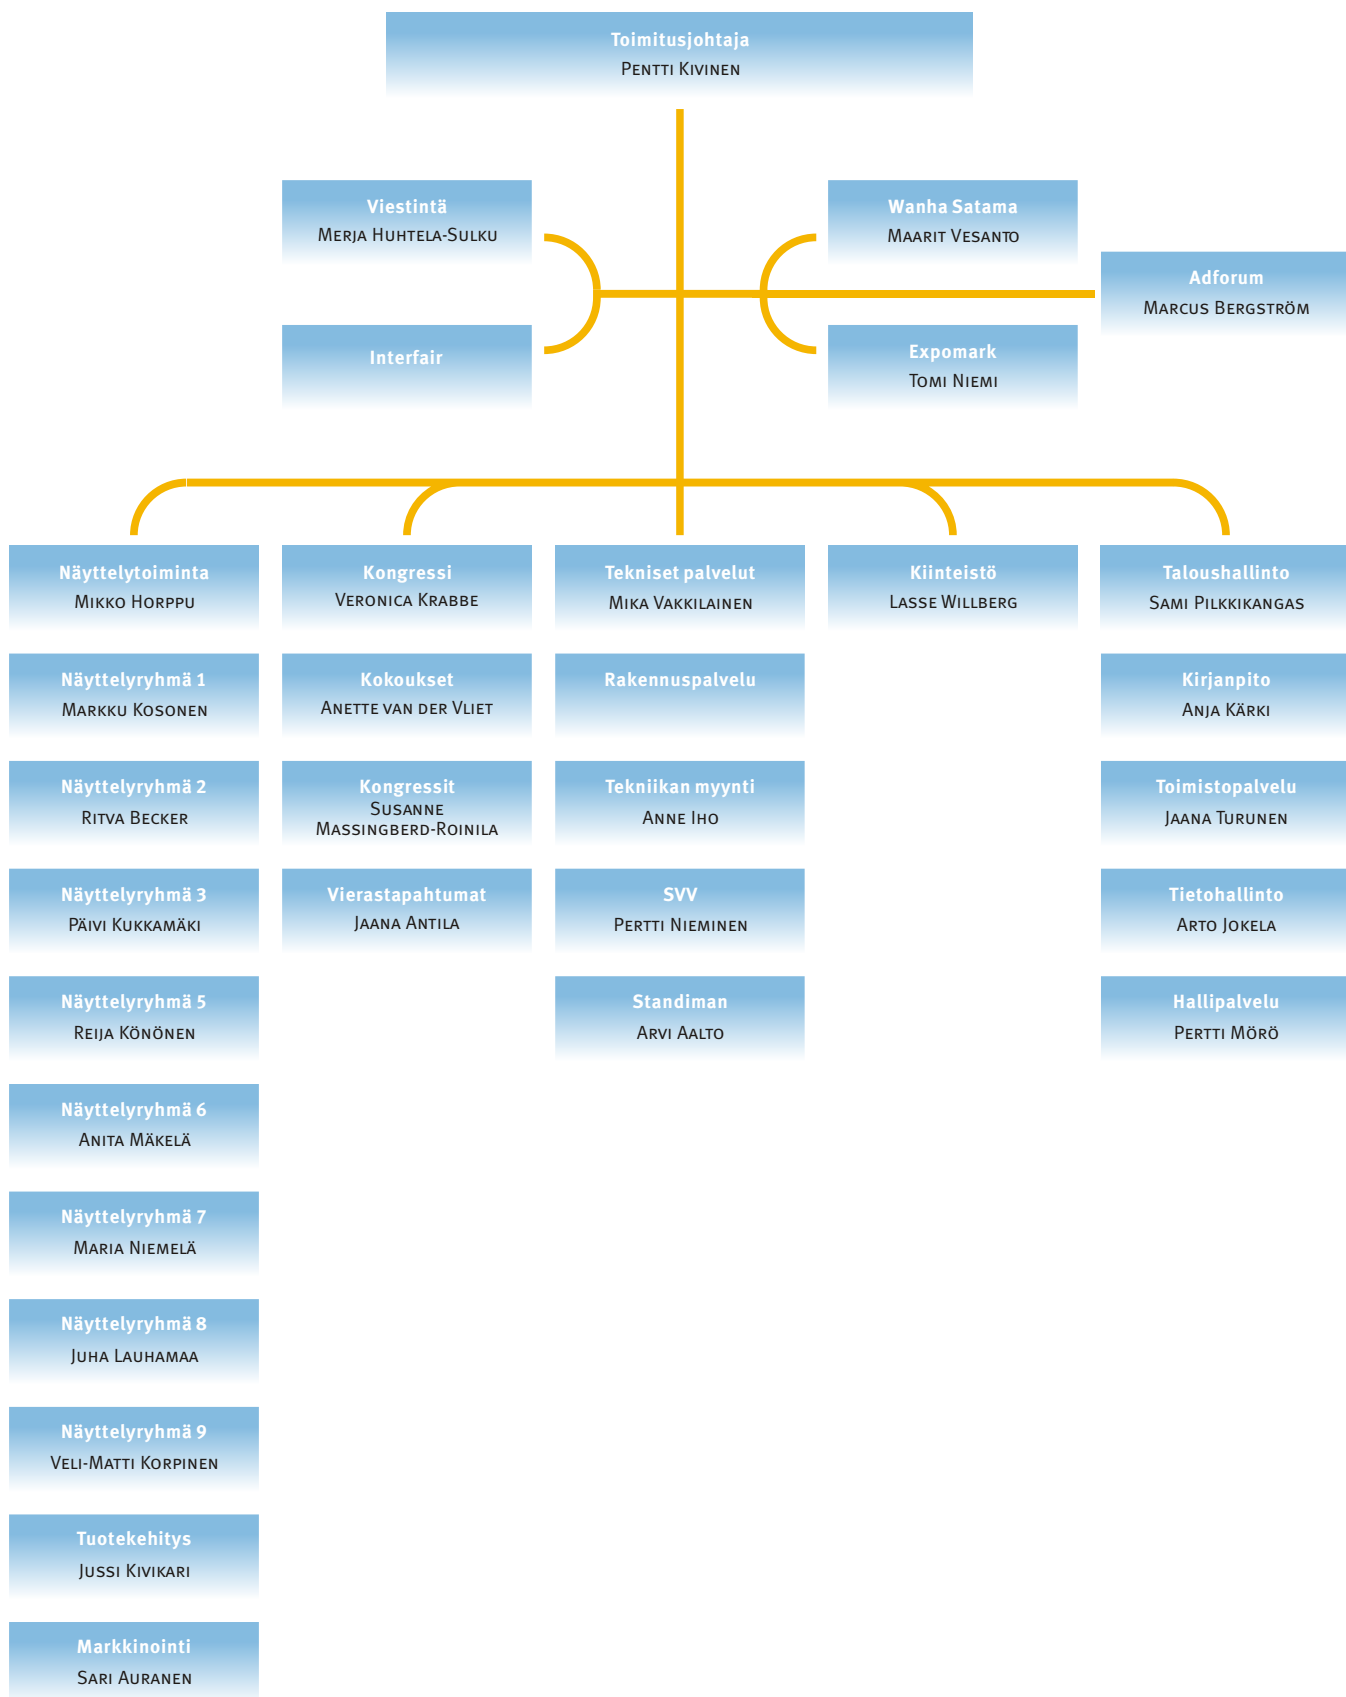 Toimitusjohtaja
Pentti Kivinen
Viestintä
Merja Huhtela-Sulku
Wanha Satama
Maarit Vesanto
Adforum
Marcus Bergström
Interfair
Expomark
Tomi Niemi
Näyttelytoiminta
Mikko Horppu
Kongressi
Veronica Krabbe
Tekniset palvelut
Mika Vakkilainen
Kiinteistö
Lasse Willberg
Taloushallinto
Sami Pilkkikangas
Näyttelyryhmä 1
Markku Kosonen
Kokoukset
Anette van der Vliet
Rakennuspalvelu
Kirjanpito
Anja Kärki
Näyttelyryhmä 2
Ritva Becker
Kongressit
Susanne
Massingberd-Roinila
Tekniikan myynti
Anne Iho
Toimistopalvelu
Jaana Turunen
Näyttelyryhmä 3
Päivi Kukkamäki
Vierastapahtumat
Jaana Antila
SVV
Pertti Nieminen
Tietohallinto
Arto Jokela
Näyttelyryhmä 5
Reija Könönen
Standiman
Arvi Aalto
Hallipalvelu
Pertti Mörö
Näyttelyryhmä 6
Anita Mäkelä
Näyttelyryhmä 7
Maria Niemelä
Näyttelyryhmä 8
Juha Lauhamaa
Näyttelyryhmä 9
Veli-Matti Korpinen
Tuotekehitys
Jussi Kivikari
Markkinointi
Sari Auranen